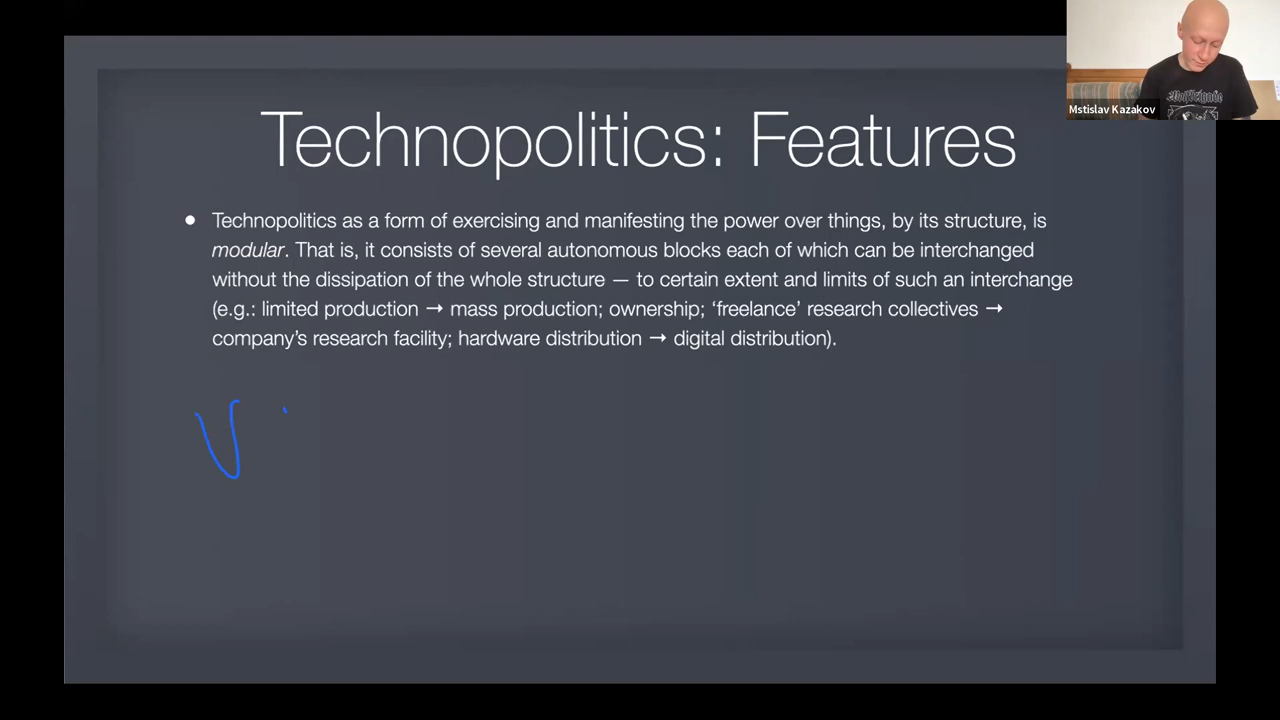 Technopolitics: Features
Mstislav Kazakov
• Technopolitics as a form of exercising and manifesting the power over things, by its structure, is
modular. That is, it consists of several autonomous blocks each of which can be interchanged
without the dissipation of the whole structure — to certain extent and limits of such an interchange
(e.g.: limited production → mass production; ownership; ‘freelance’ research collectives →
company’s research facility; hardware distribution → digital distribution).
V